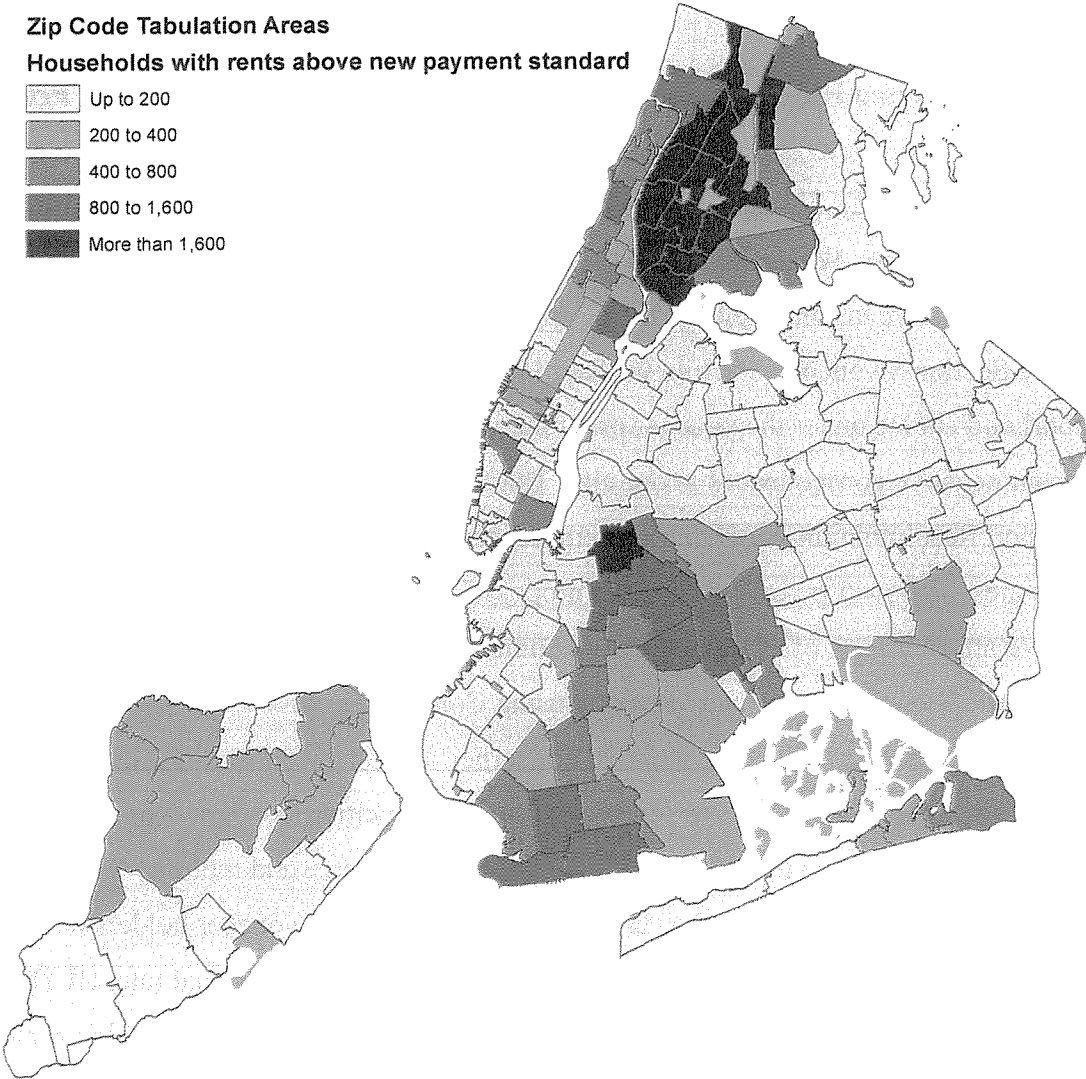 Zip Code Tabulation Areas
Households with rents above new payment standard
Up to 200
200 to 400
400 to 800
800 to 1,600
More than 1,600